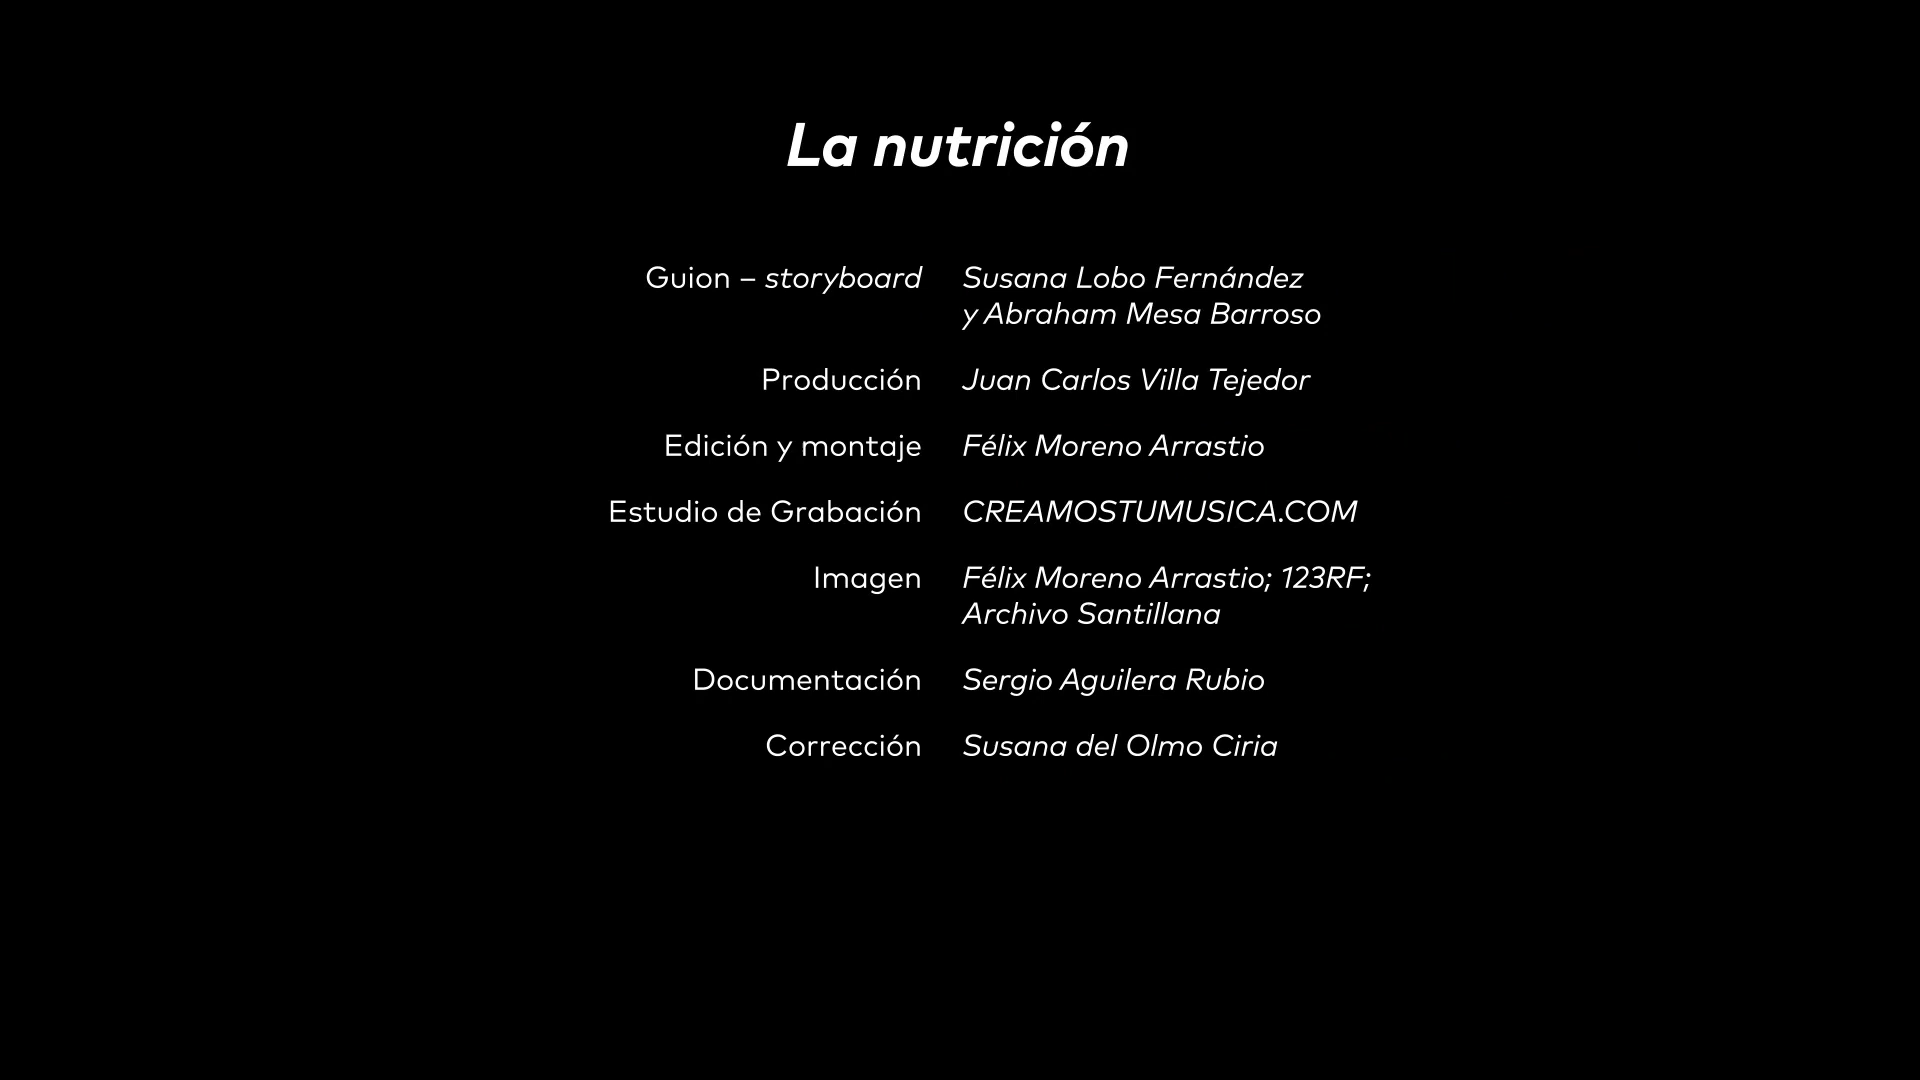 La nutrición
Guion – storyboard Susana Lobo Fernández
y Abraham Mesa Barroso
Producción Juan Carlos Villa Tejedor
Edición y montaje Félix Moreno Arrastio
Estudio de Grabación CREAMOSTUMUSICA.COM
Imagen Félix Moreno Arrastio; 123RF;
Archivo Santillana
Documentación Sergio Aguilera Rubio
Corrección Susana del Olmo Ciria